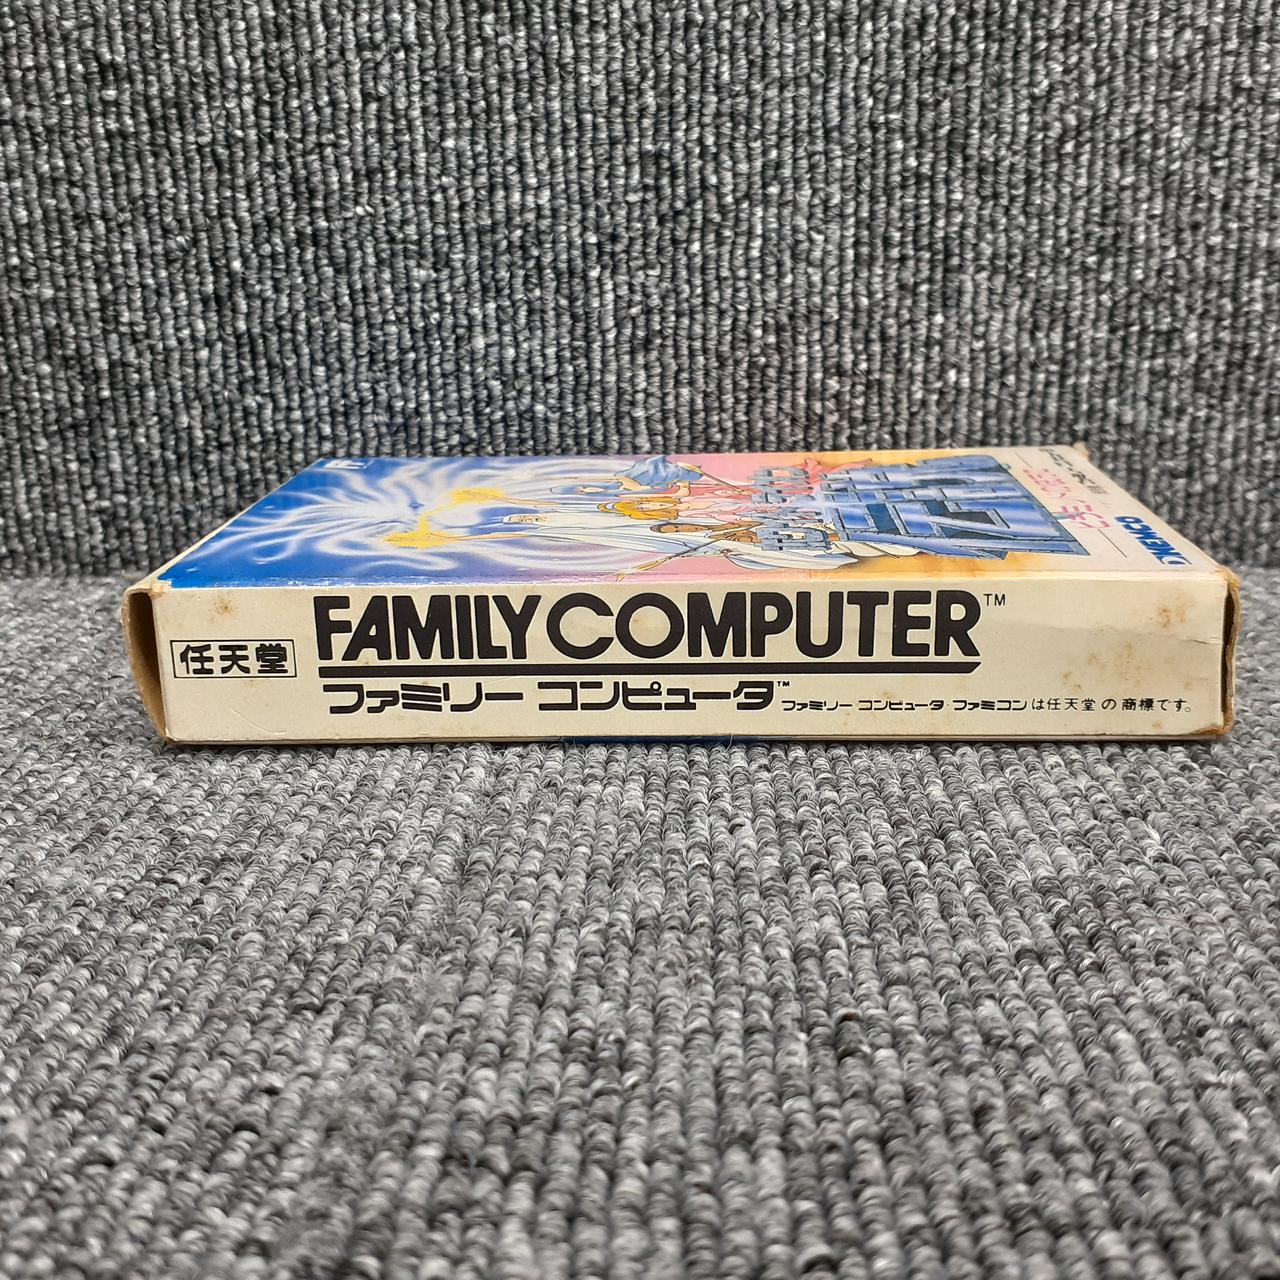 KEMCO
任天堂
FAMILY COMPUTER™
ファミリー コンピュータ™
ファミリー コンピュータ・ファミコンは任天堂の商標です。